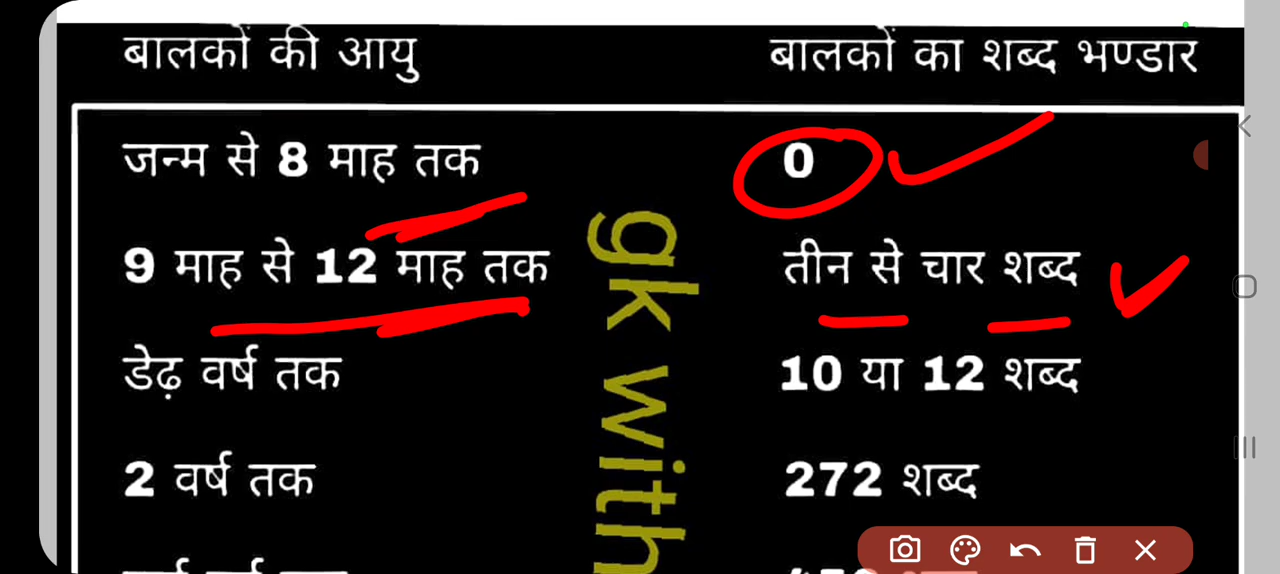 बालकों की आयु बालकों का शब्द भण्डार
जन्म से 8 माह तक 0
9 माह से 12 माह तक तीन से चार शब्द
डेढ़ वर्ष तक 10 या 12 शब्द
2 वर्ष तक 272 शब्द
gk with